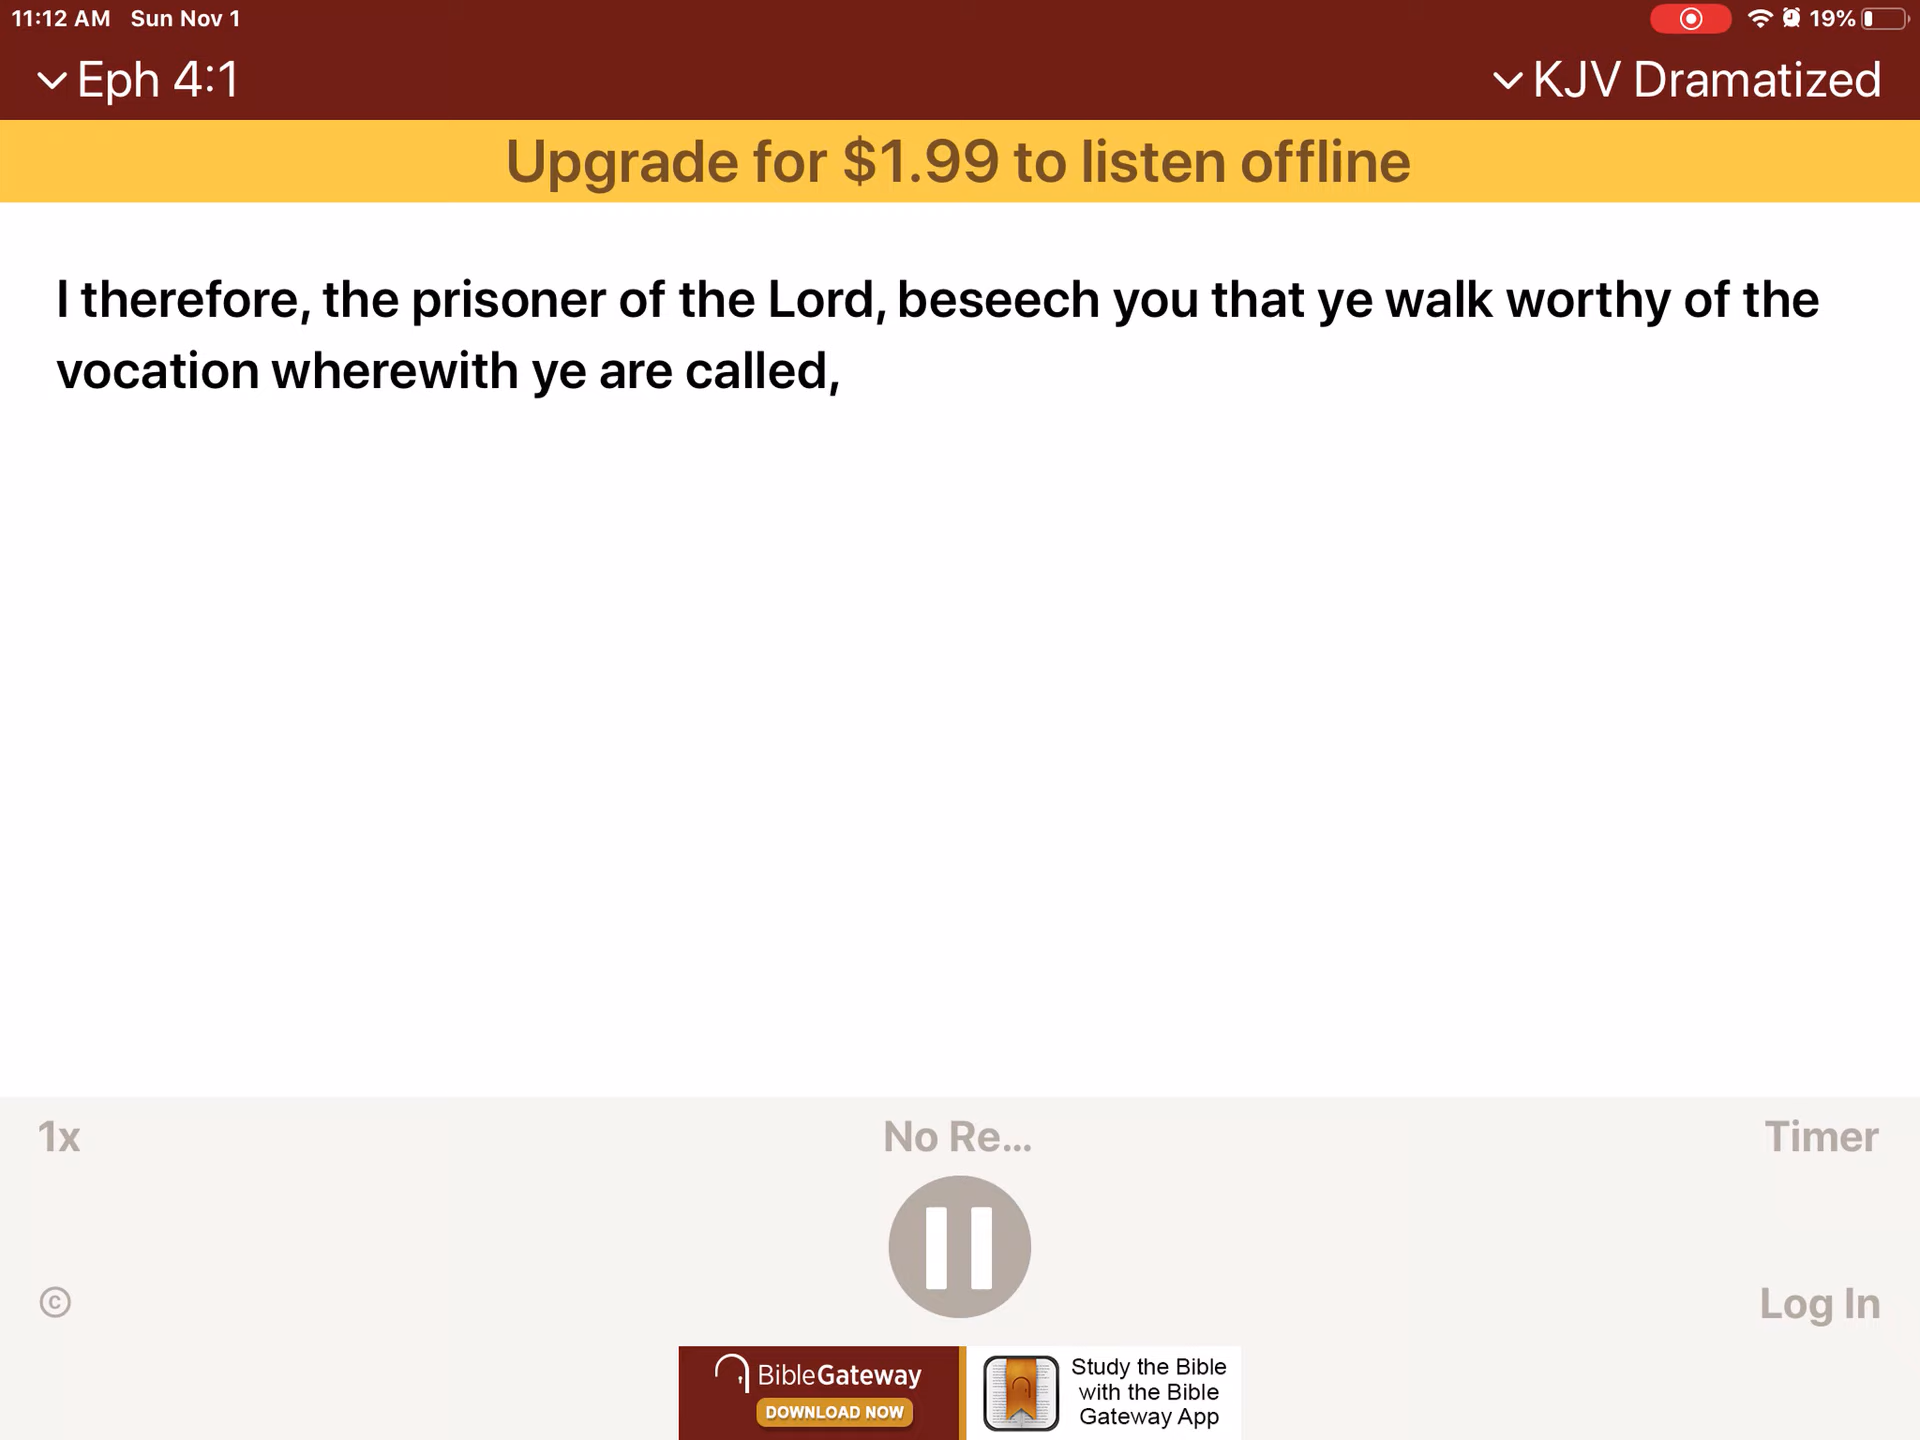 11:12 AM Sun Nov 1
19%
Eph 4:1
KJV Dramatized
Upgrade for $1.99 to listen offline
I therefore, the prisoner of the Lord, beseech you that ye walk worthy of the
vocation wherewith ye are called,
1x
No Re...
Timer
©
Log In
BibleGateway
DOWNLOAD NOW
Study the Bible
with the Bible
Gateway App